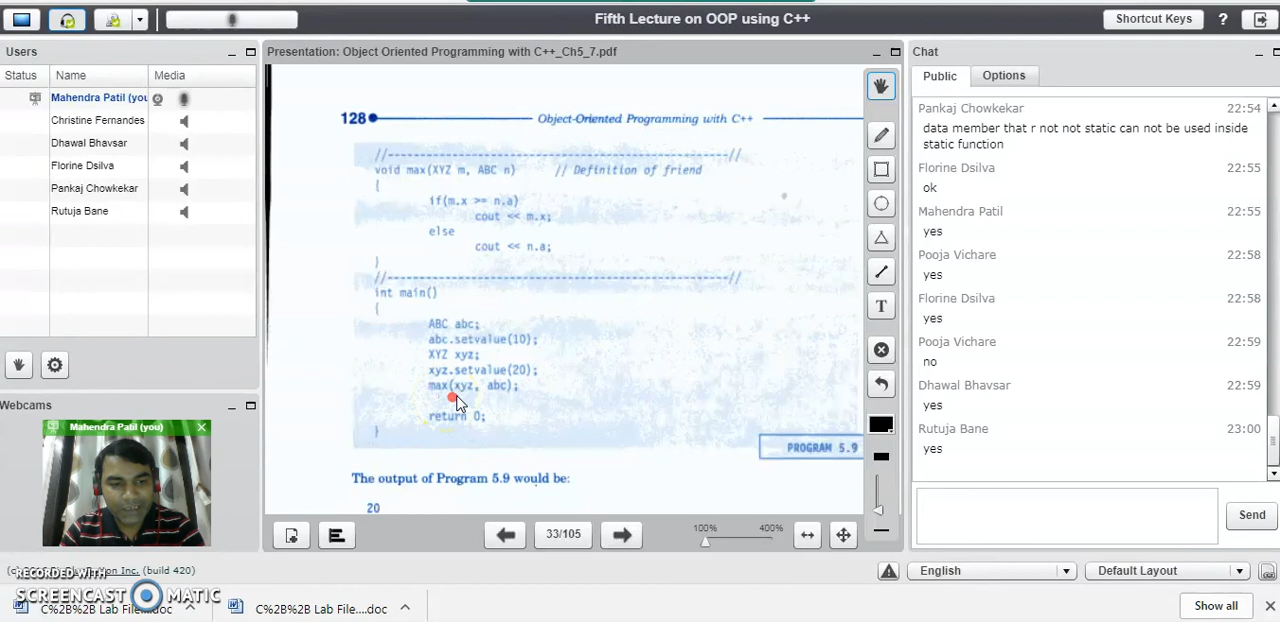 Fifth Lecture on OOP using C++
Shortcut Keys
?
Users
Status
Name
Media
Mahendra Patil (you
Christine Fernandes
Dhawal Bhavsar
Florine Dsilva
Pankaj Chowkekar
Rutuja Bane
Webcams
Mahendra Patil (you)
Presentation: Object Oriented Programming with C++_Ch5_7.pdf
128
Object-Oriented Programming with C++
//----------------------------------------------------//
void max(XYZ m, ABC n) // Definition of friend
{
if(m.x >= n.a)
cout << m.x;
else
cout << n.a;
}
//----------------------------------------------------//
int main()
{
ABC abc;
abc.setvalue(10);
XYZ xyz;
xyz.setvalue(20);
max(xyz, abc);
return 0;
}
PROGRAM 5.9
The output of Program 5.9 would be:
20
T
33/105
100%
400%
Chat
Public
Options
Pankaj Chowkekar 22:54
data member that r not not static can not be used inside
static function
Florine Dsilva 22:55
ok
Mahendra Patil 22:55
yes
Pooja Vichare 22:58
yes
Florine Dsilva 22:58
yes
Pooja Vichare 22:59
no
Dhawal Bhavsar 22:59
yes
Rutuja Bane 23:00
yes
Send
Inc. (build 420)
English
Default Layout
RECORDED WITH
SCREENCAST MATIC
C%2B%2B Lab File....doc
C%2B%2B Lab File....doc
Show all